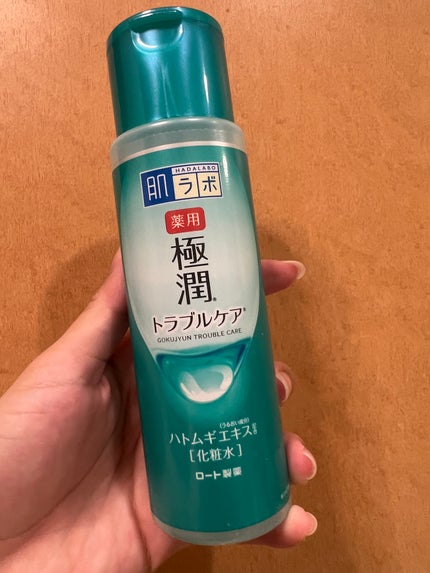 HADALABO
肌ラボ
薬用
極潤®
トラブルケア®
GOKUJYUN TROUBLE CARE
(うるおい成分)
ハトムギエキス配合
[化粧水]
ロート製薬